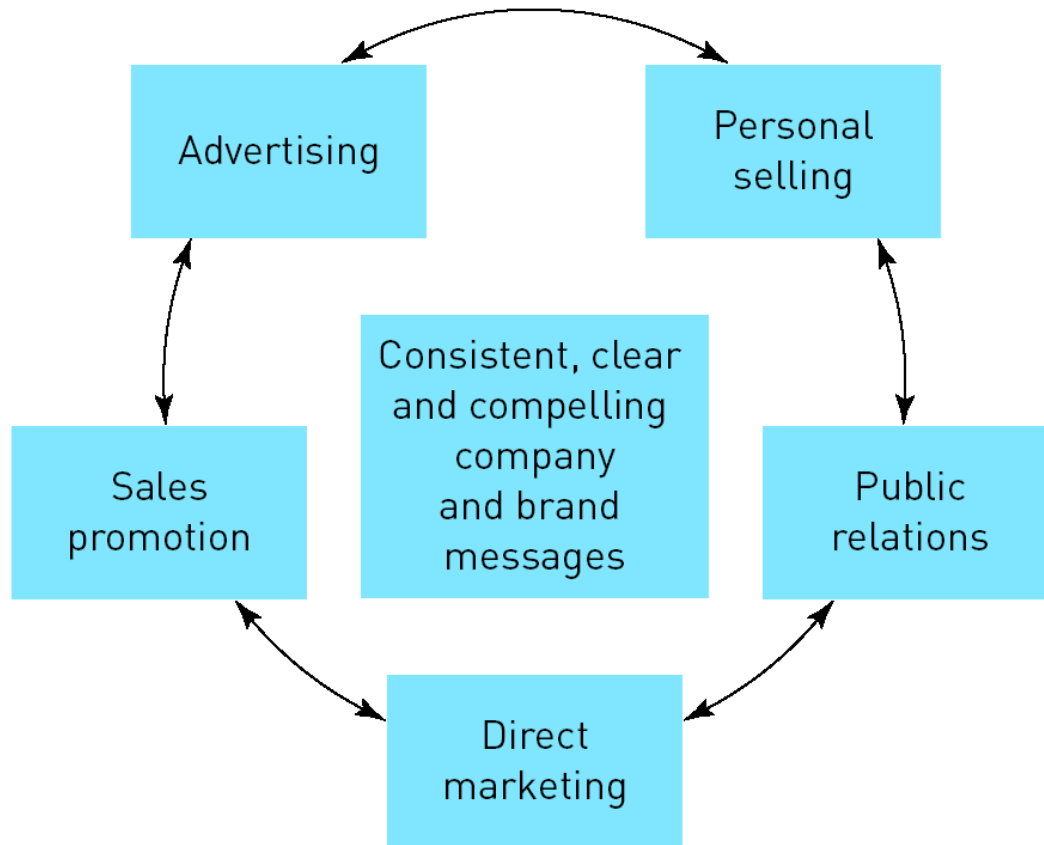 Advertising
Personal
selling
Consistent, clear
and compelling
company
and brand
messages
Sales
promotion
Public
relations
Direct
marketing